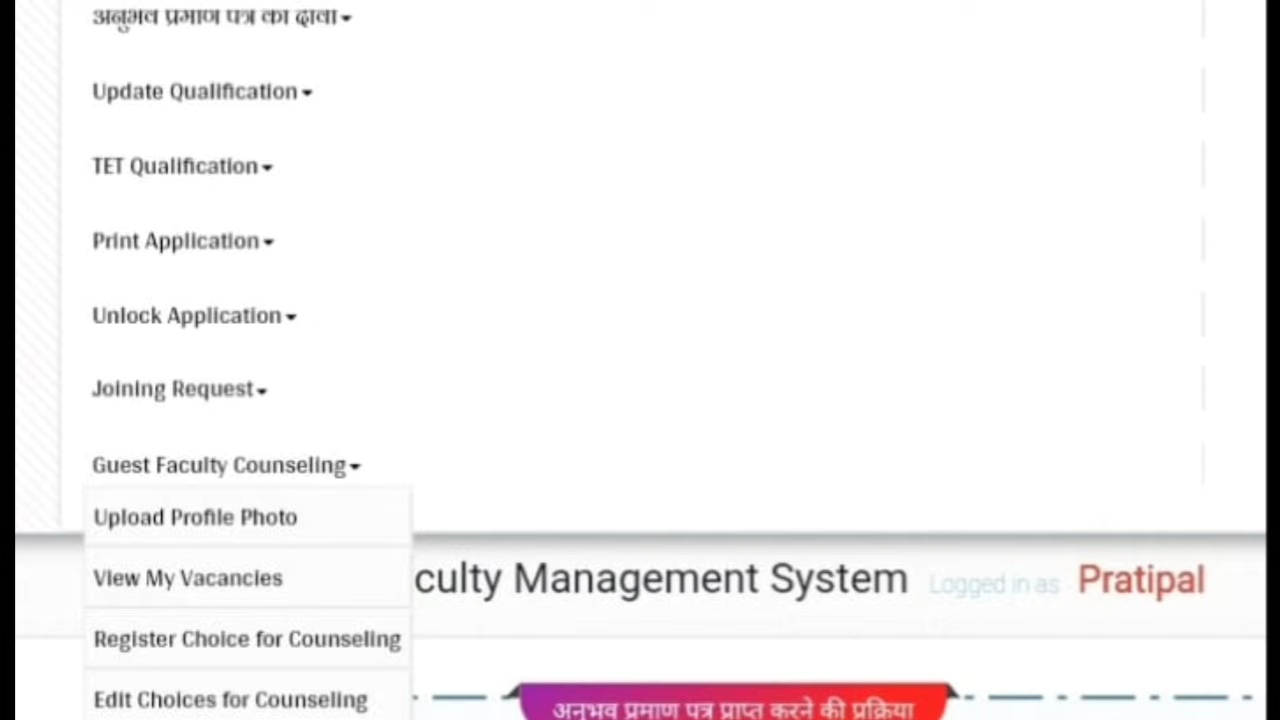 अनुभव प्रमाण पत्र का दावा
Update Qualification
TET Qualification
Print Application
Unlock Application
Joining Request
Guest Faculty Counseling
Upload Profile Photo
View My Vacancies
culty Management System Logged in as Pratipal
Register Choice for Counseling
Edit Choices for Counseling
अनुभव प्रमाण पत्र प्राप्त करने की प्रक्रिया